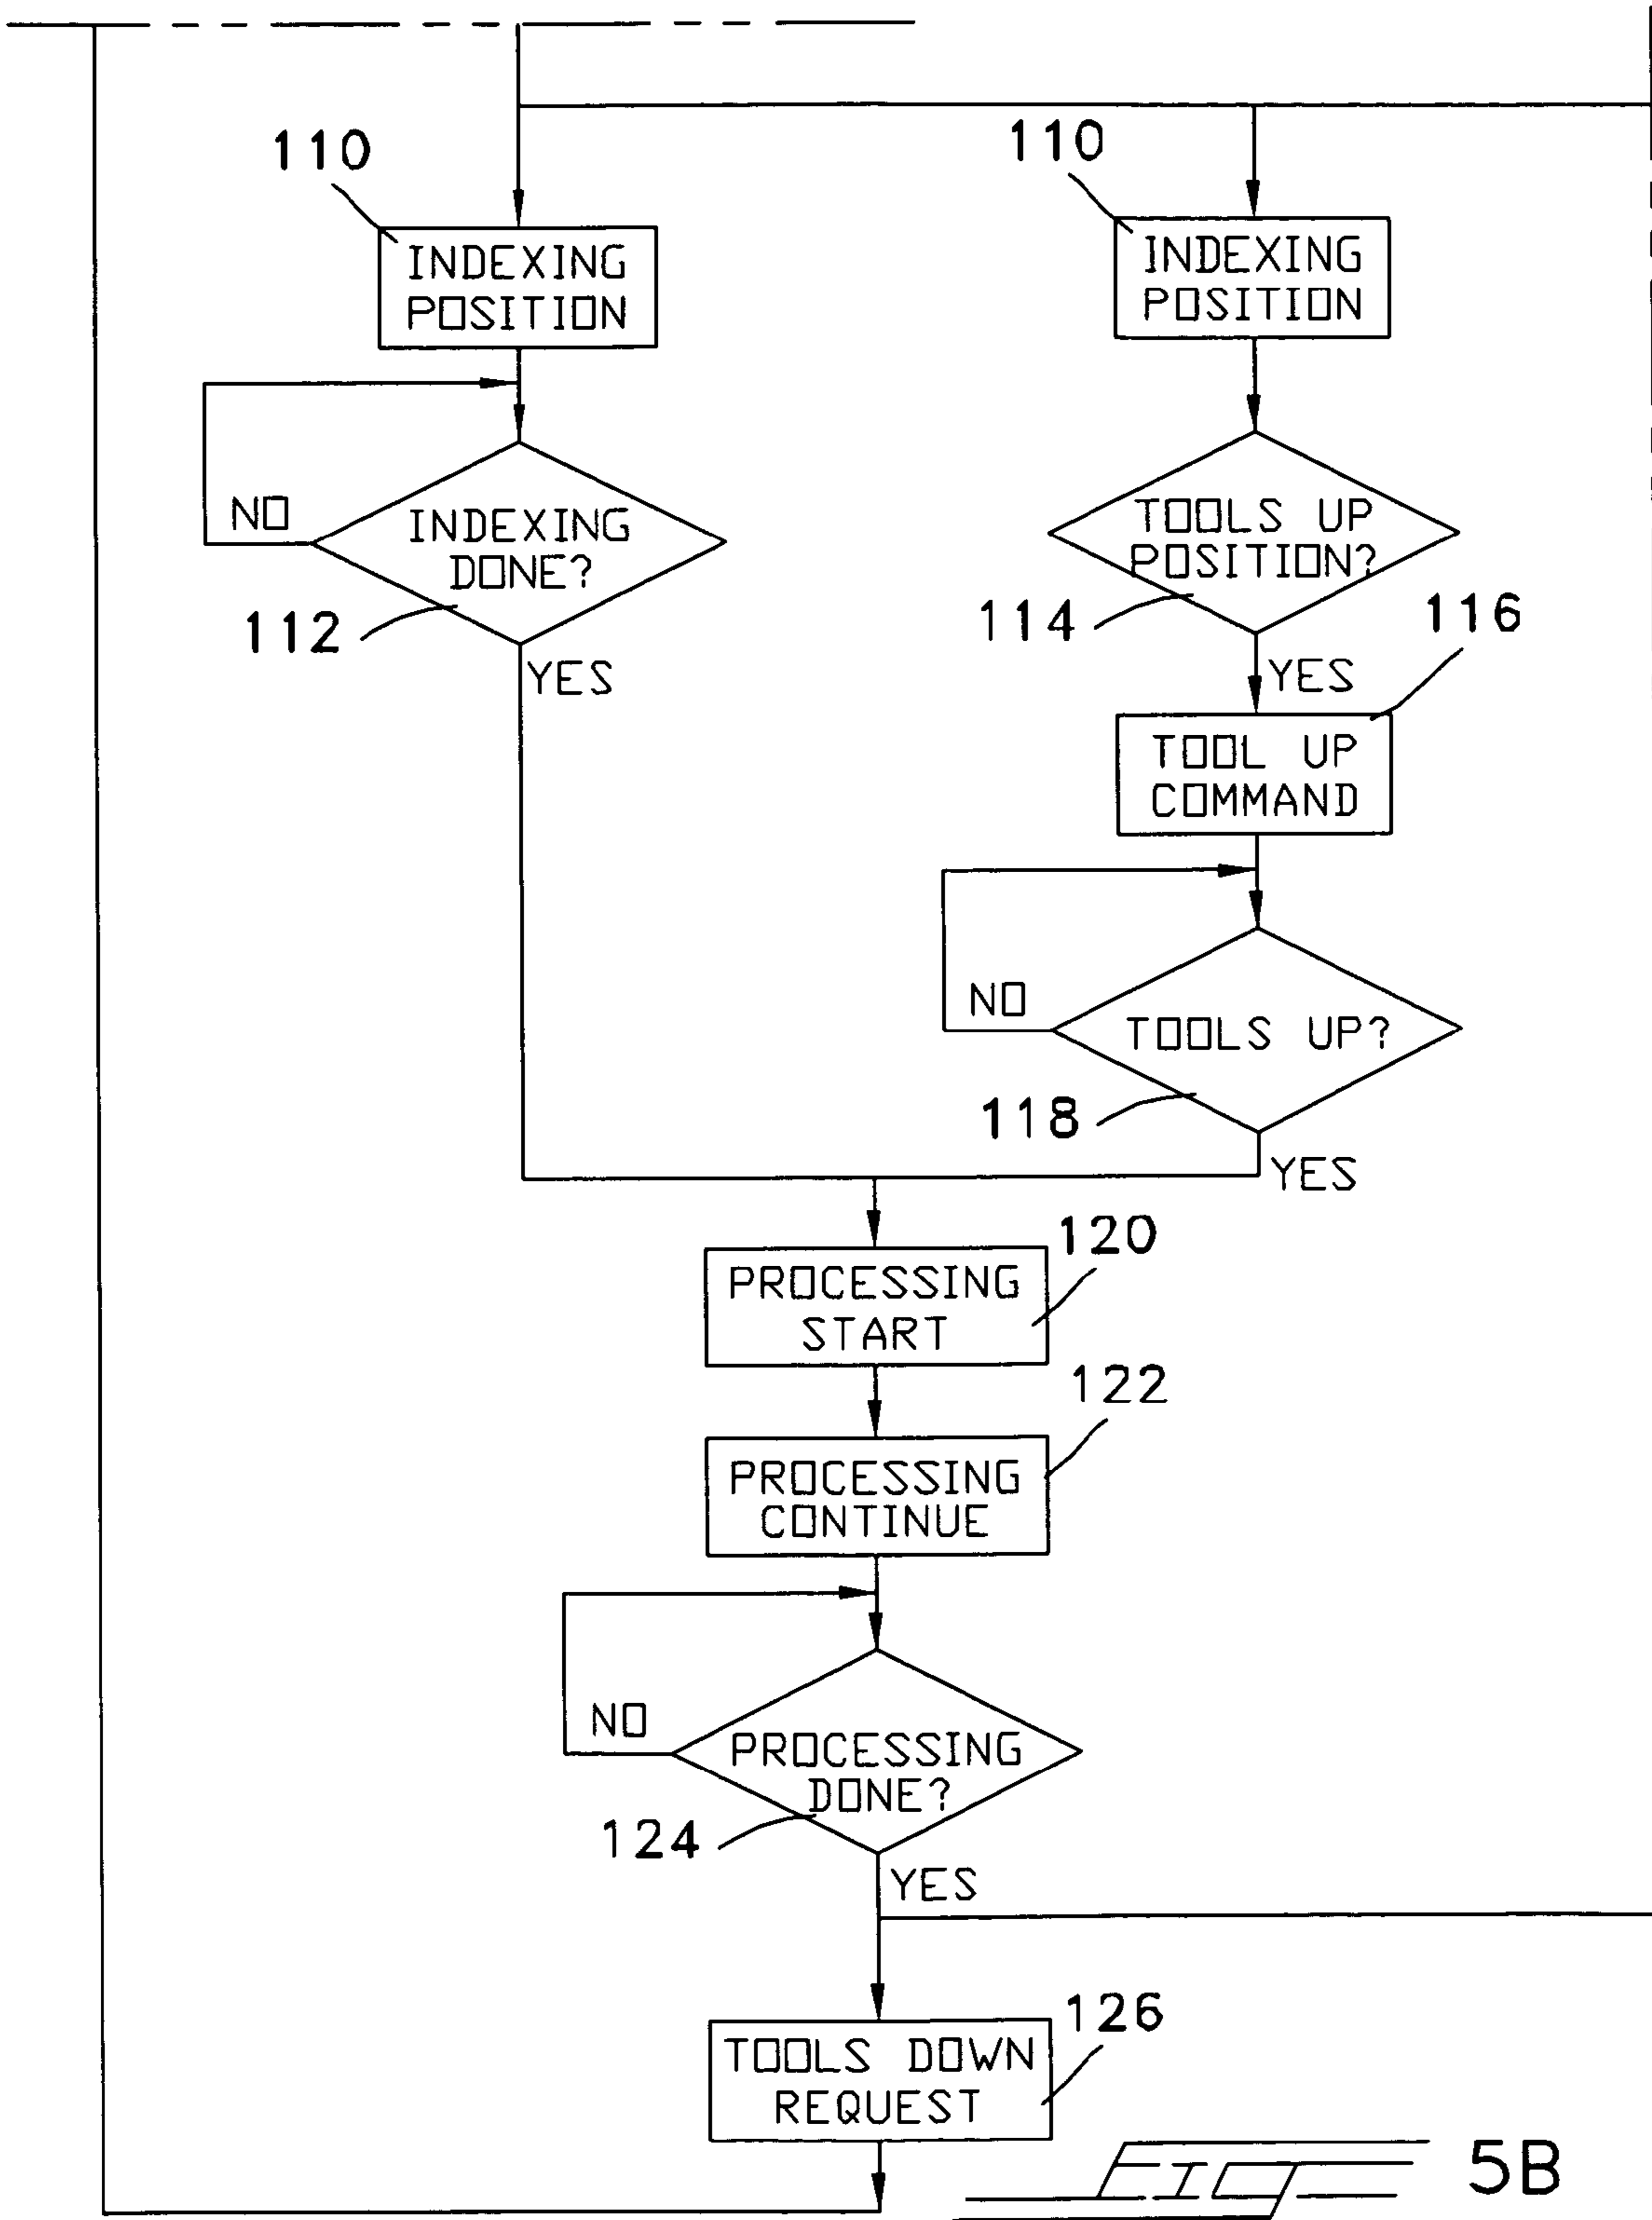 110
INDEXING
POSITION
NO
INDEXING
DONE?
112
YES
110
INDEXING
POSITION
TOOLS UP
POSITION?
114
YES
116
TOOL UP
COMMAND
NO
TOOLS UP?
118
YES
120
PROCESSING
START
122
PROCESSING
CONTINUE
NO
PROCESSING
DONE?
124
YES
126
TOOLS DOWN
REQUEST
FIG 5B